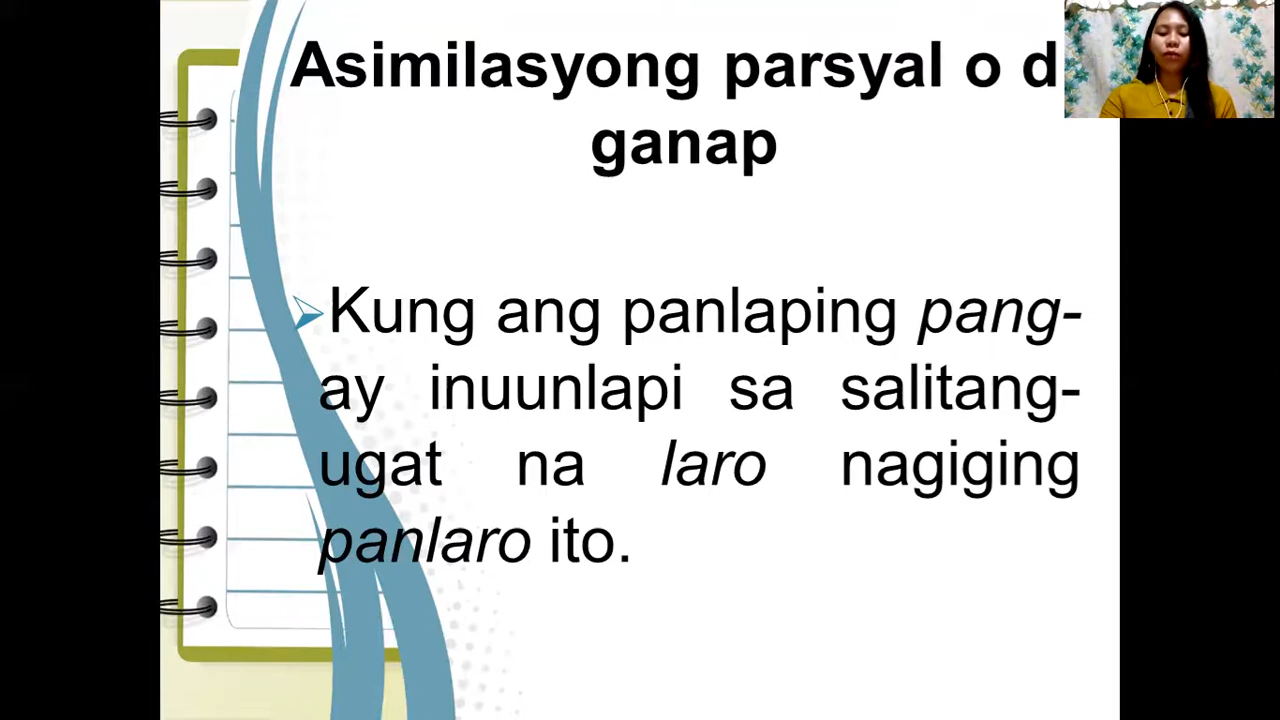 Asimilasyong parsyal o d
ganap
Kung ang panlaping pang-
ay inuunlapi sa salitang-
ugat na laro nagiging
panlaro ito.